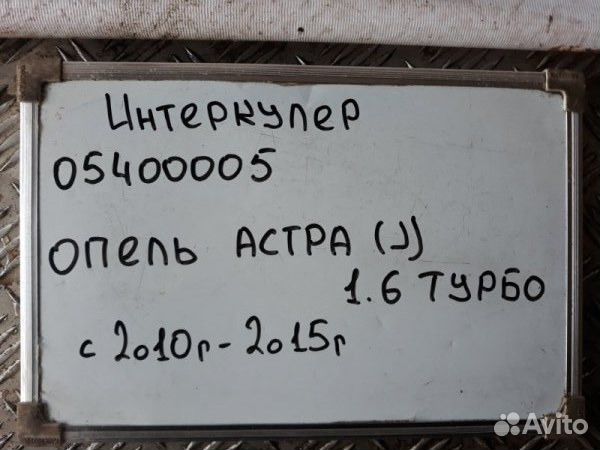 Интеркулер
05400005
ОПЕЛЬ АСТРА (J)
1.6 ТУРБО
с 2010г-2015г
Avito